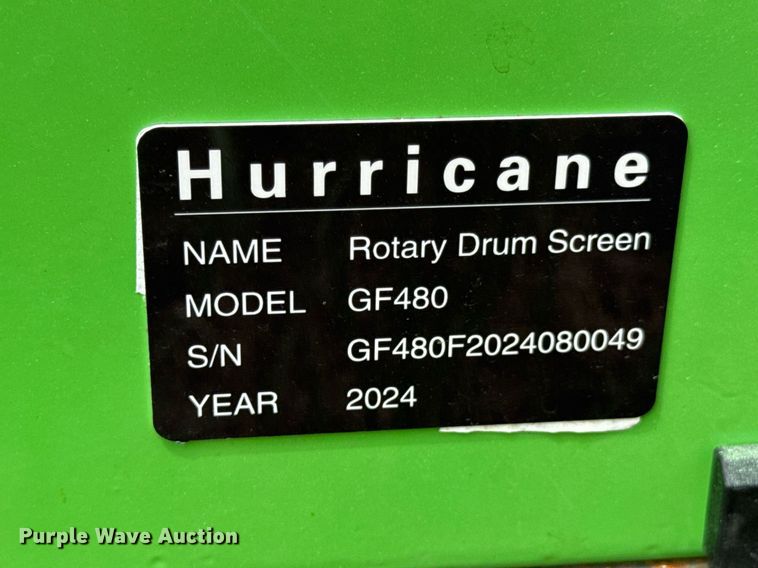 Hurricane
NAME Rotary Drum Screen
MODEL GF480
S/N GF480F2024080049
YEAR 2024
Purple Wave Auction